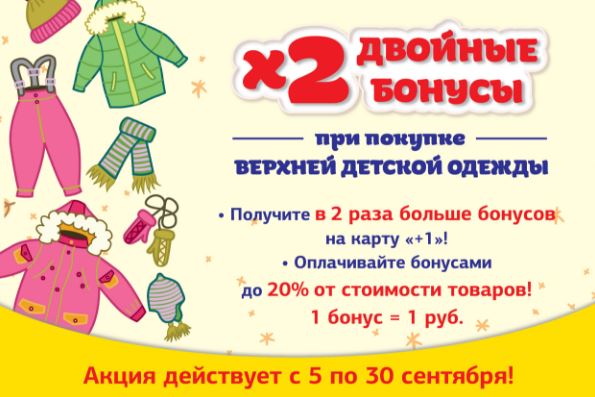 x2 ДВОЙНЫЕ
БОНУСЫ
при покупке
ВЕРХНЕЙ ДЕТСКОЙ ОДЕЖДЫ
• Получите в 2 раза больше бонусов
на карту «+1»!
• Оплачивайте бонусами
до 20% от стоимости товаров!
1 бонус = 1 руб.
Акция действует с 5 по 30 сентября!